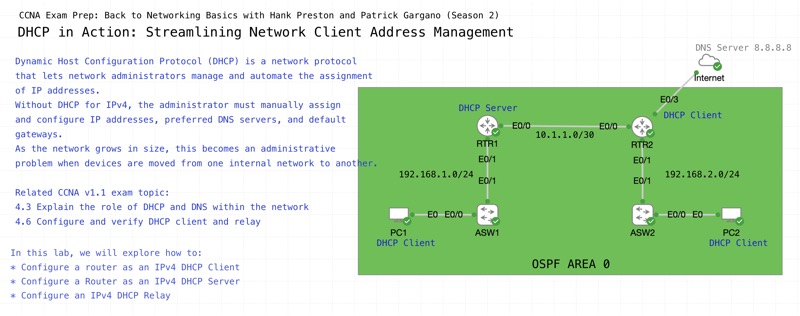 CCNA Exam Prep: Back to Networking Basics with Hank Preston and Patrick Gargano (Season 2)
DHCP in Action: Streamlining Network Client Address Management
Dynamic Host Configuration Protocol (DHCP) is a network protocol
that lets network administrators manage and automate the assignment
of IP addresses.
Without DHCP for IPv4, the administrator must manually assign
and configure IP addresses, preferred DNS servers, and default
gateways.
As the network grows in size, this becomes an administrative
problem when devices are moved from one internal network to another.
Related CCNA v1.1 exam topic:
4.3 Explain the role of DHCP and DNS within the network
4.6 Configure and verify DHCP client and relay
In this lab, we will explore how to:
* Configure a router as an IPv4 DHCP Client
* Configure a Router as an IPv4 DHCP Server
* Configure an IPv4 DHCP Relay
DNS Server 8.8.8.8
Internet
E0/3
DHCP Server
DHCP Client
E0/0
E0/0
10.1.1.0/30
RTR1
RTR2
E0/1
E0/1
192.168.1.0/24
192.168.2.0/24
E0/1
E0/1
E0
E0/0
E0/0
E0
PC1
ASW1
ASW2
PC2
DHCP Client
DHCP Client
OSPF AREA 0